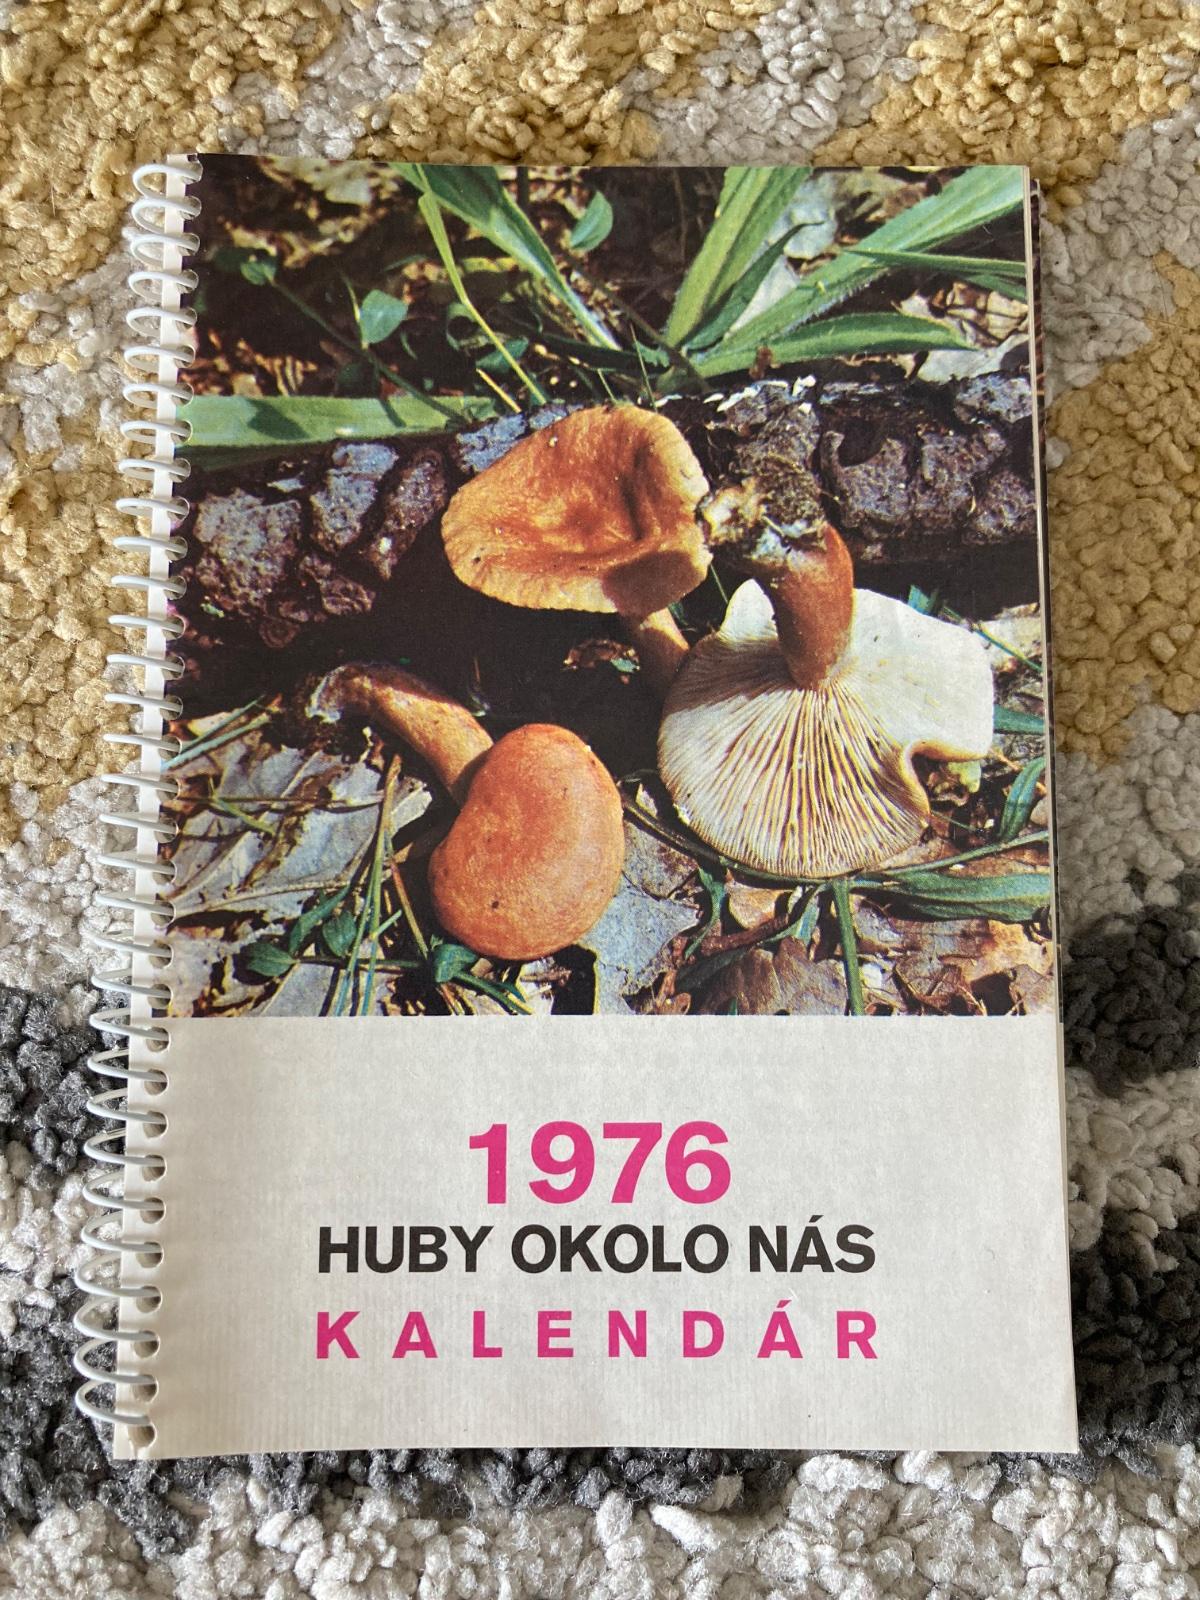 1976
HUBY OKOLO NÁS
KALENDÁR